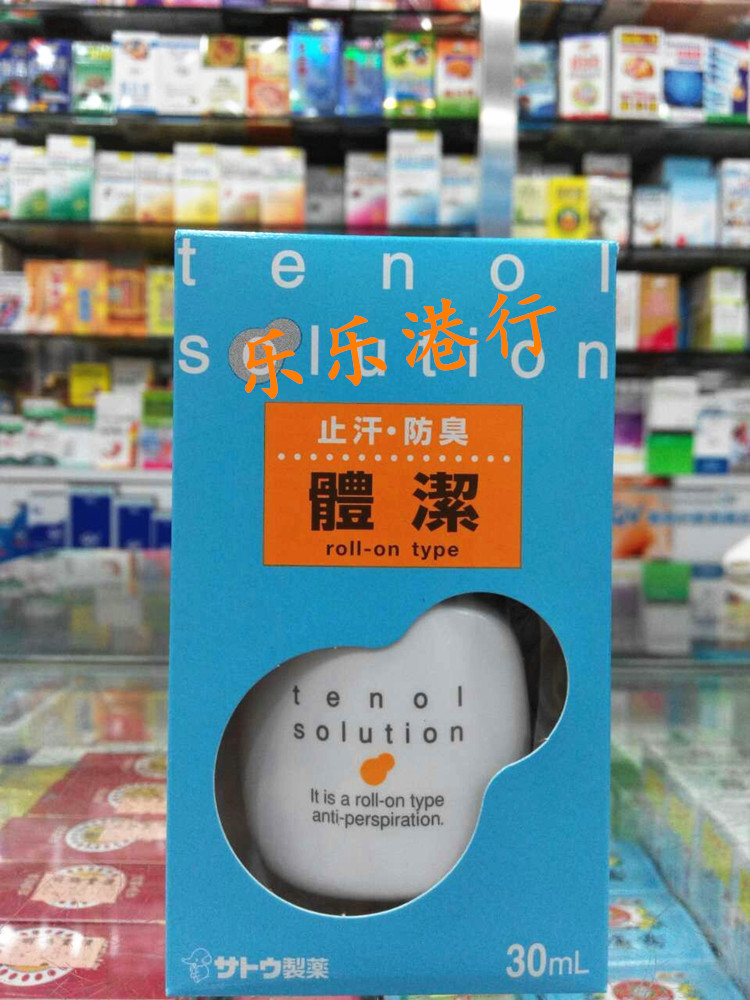 tenol
solution
乐乐港行
止汗・防臭
體潔
roll-on type
tenol
solution
It is a roll-on type
anti-perspiration.
サトウ製薬
30mL